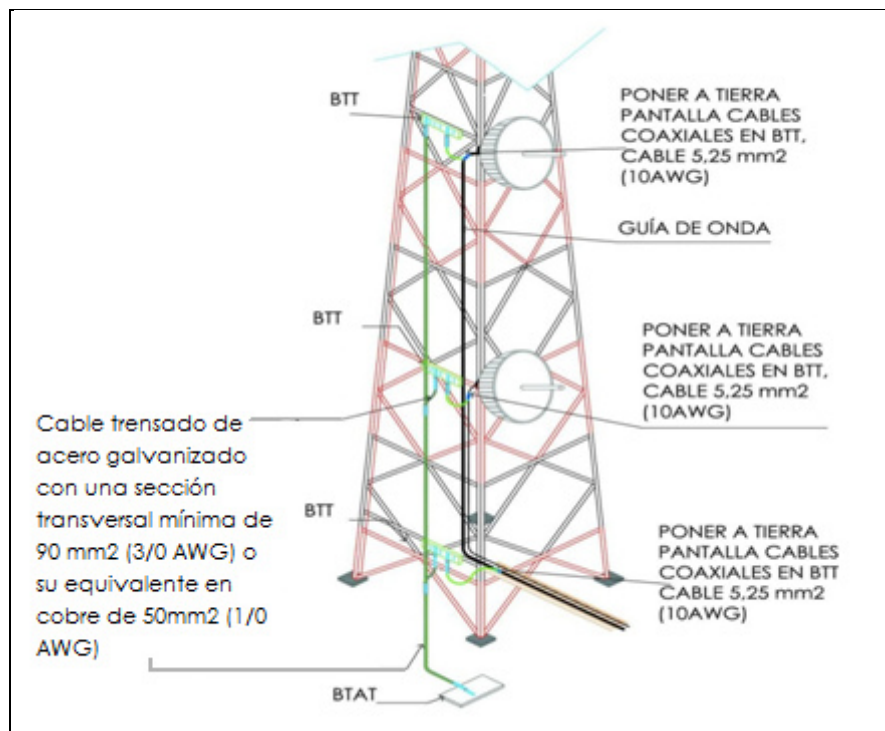 BTT
PONER A TIERRA
PANTALLA CABLES
COAXIALES EN BTT,
CABLE 5,25 mm2
(10AWG)
GUÍA DE ONDA
BTT
PONER A TIERRA
PANTALLA CABLES
COAXIALES EN BTT,
CABLE 5,25 mm2
(10AWG)
Cable trensado de
acero galvanizado
con una sección
transversal mínima de
90 mm2 (3/0 AWG) o
su equivalente en
cobre de 50mm2 (1/0
AWG)
BTT
PONER A TIERRA
PANTALLA CABLES
COAXIALES EN BTT
CABLE 5,25 mm2
(10AWG)
BTAT